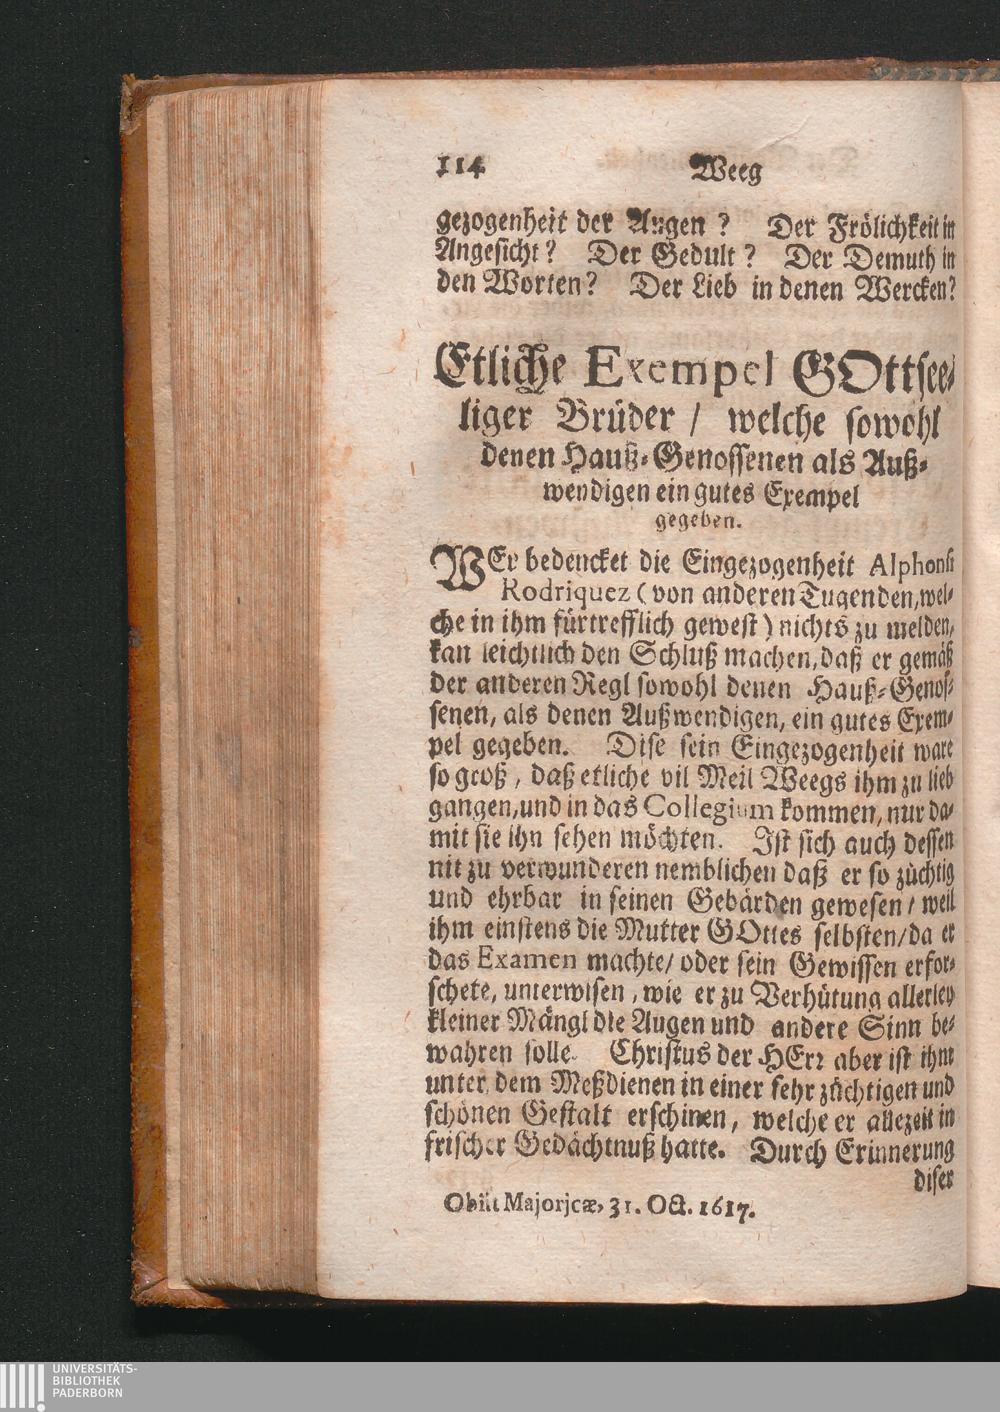 114 Weeg
gezogenheit der Augen ? Der Frölichkeit in
Angesicht ? Der Gedult ? Der Demuth in
den Worten ? Der Lieb in denen Wercken ?
Etliche Exempel GOttsee-
liger Brüder / welche sowohl
denen Hauß-Genossenen als Auß-
wendigen ein gutes Exempel
gegeben.
WEr bedencket die Eingezogenheit Alphonsi
Rodriquez (von anderen Tugenden, wel-
che in ihm fürtrefflich gewest) nichts zu melden,
kan leichtlich den Schluß machen, daß er gemäß
der anderen Regl sowohl denen Hauß-Genos-
senen, als denen Außwendigen, ein gutes Exem-
pel gegeben. Dise sein Eingezogenheit ware
so groß, daß etliche vil Meil Weegs ihm zu lieb
gangen, und in das Collegium kommen, nur da-
mit sie ihn sehen möchten. Ist sich auch dessen
nit zu verwunderen nemblichen daß er so züchtig
und ehrbar in seinen Gebärden gewesen / weil
ihm einstens die Mutter GOttes selbsten / da er
das Examen machte / oder sein Gewissen erfor-
schete, unterwisen, wie er zu Verhütung allerley
kleiner Mängl die Augen und andere Sinn be-
wahren solle. Christus der HErr aber ist ihm
unter dem Meßdienen in einer sehr züchtigen und
schönen Gestalt erschinen, welche er allezeit in
frischer Gedächtnuß hatte. Durch Erinnerung
diser
Obiit Majorjcæ, 31. Oct. 1617.
UNIVERSITÄTS-
BIBLIOTHEK
PADERBORN